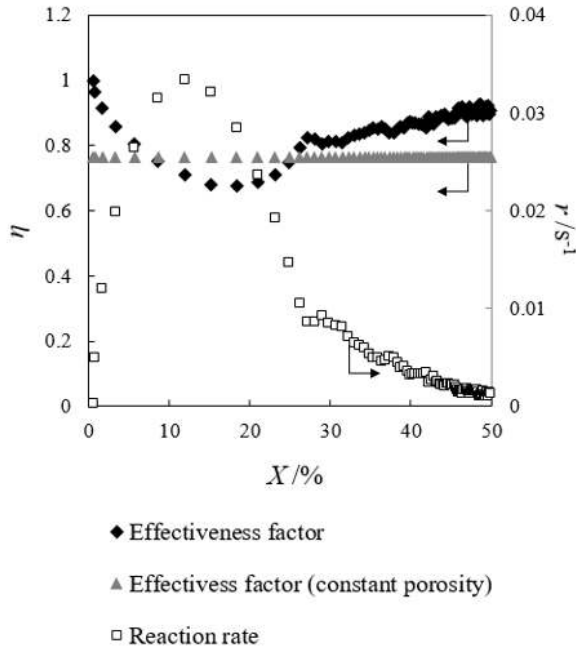 1.2
1
0.8
0.6
0.4
0.2
0
η
0.04
0.03
0.02
0.01
0
r/s-1
0 10 20 30 40 50
X/%
Effectiveness factor
Effectivess factor (constant porosity)
Reaction rate